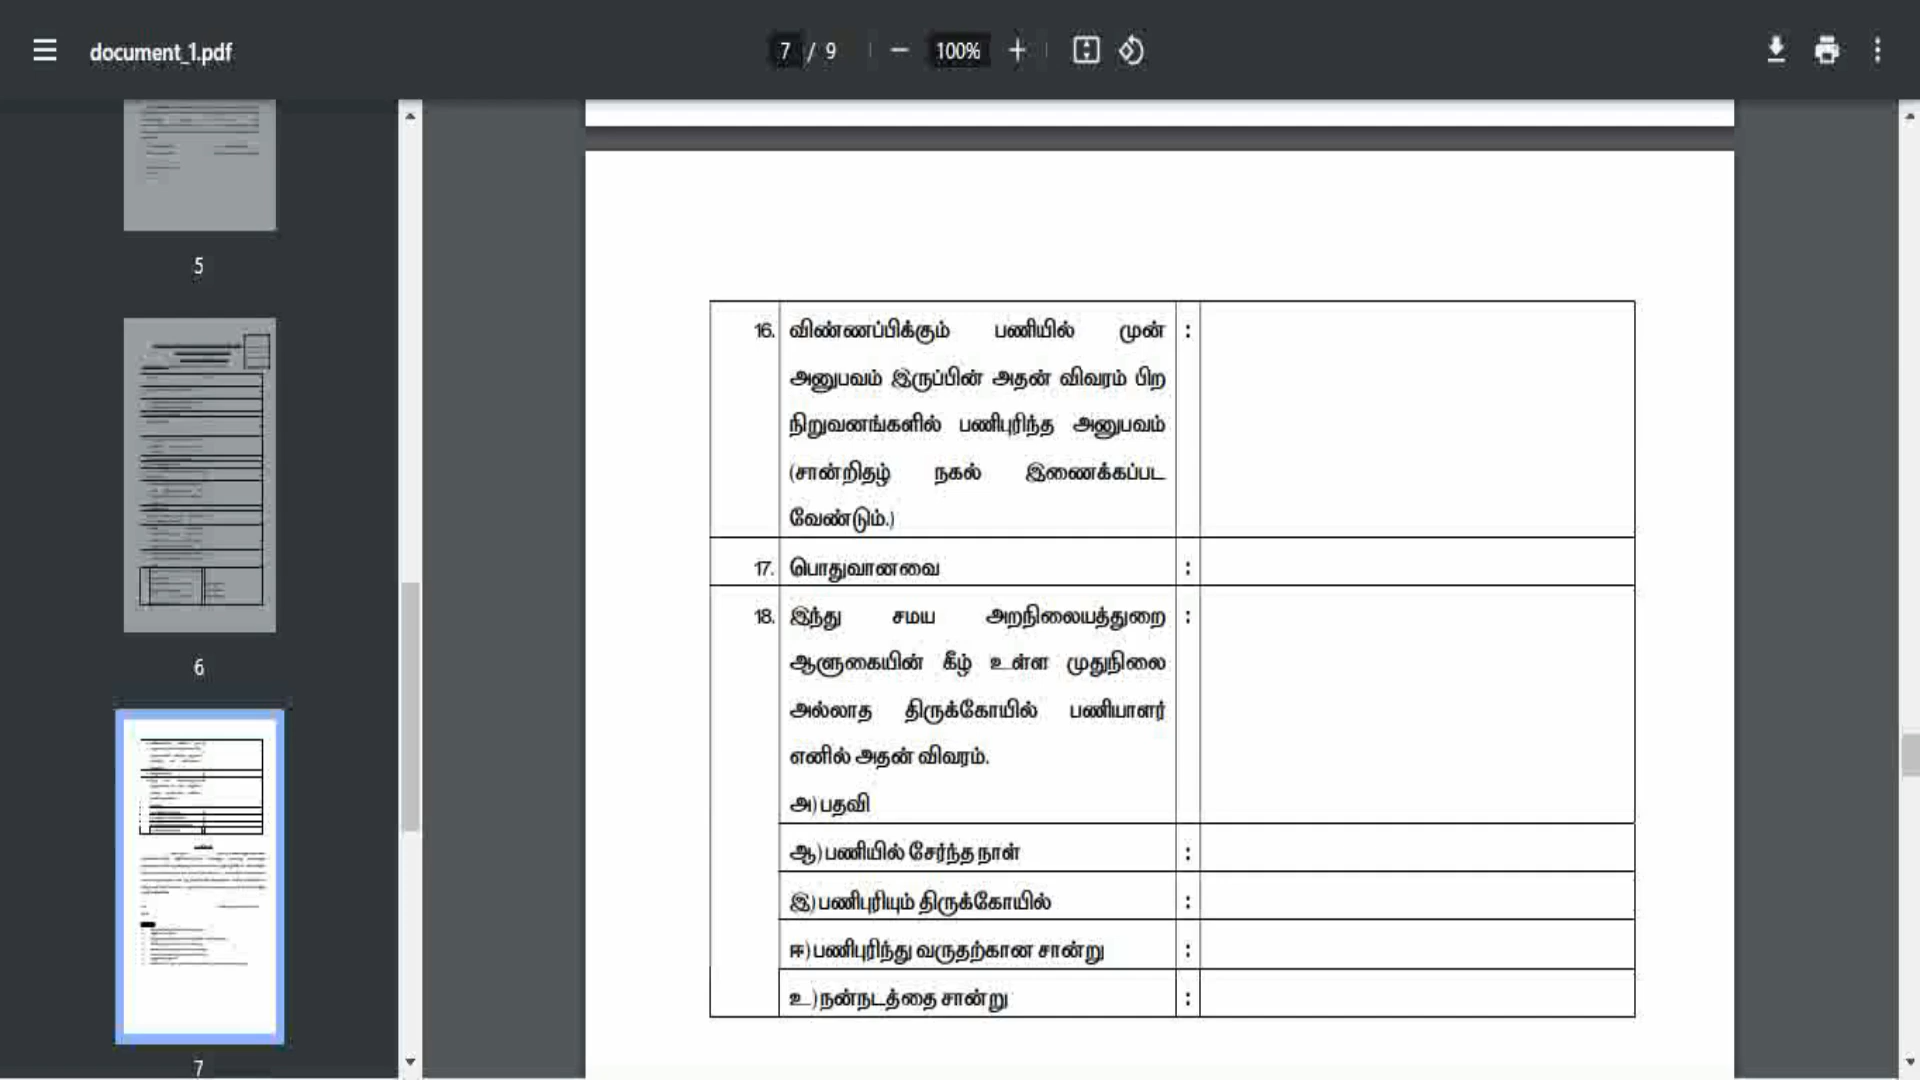 document_1.pdf
7 / 9
100%
5
6
7
16. விண்ணப்பிக்கும் பணியில் முன் :
அனுபவம் இருப்பின் அதன் விவரம் பிற
நிறுவனங்களில் பணிபுரிந்த அனுபவம்
(சான்றிதழ் நகல் இணைக்கப்பட
வேண்டும்.)
17. பொதுவானவை :
18. இந்து சமய அறநிலையத்துறை :
ஆளுகையின் கீழ் உள்ள முதுநிலை
அல்லாத திருக்கோயில் பணியாளர்
எனில் அதன் விவரம்.
அ) பதவி
ஆ) பணியில் சேர்ந்த நாள் :
இ) பணிபுரியும் திருக்கோயில் :
ஈ) பணிபுரிந்து வருதற்கான சான்று :
உ) நன்நடத்தை சான்று :